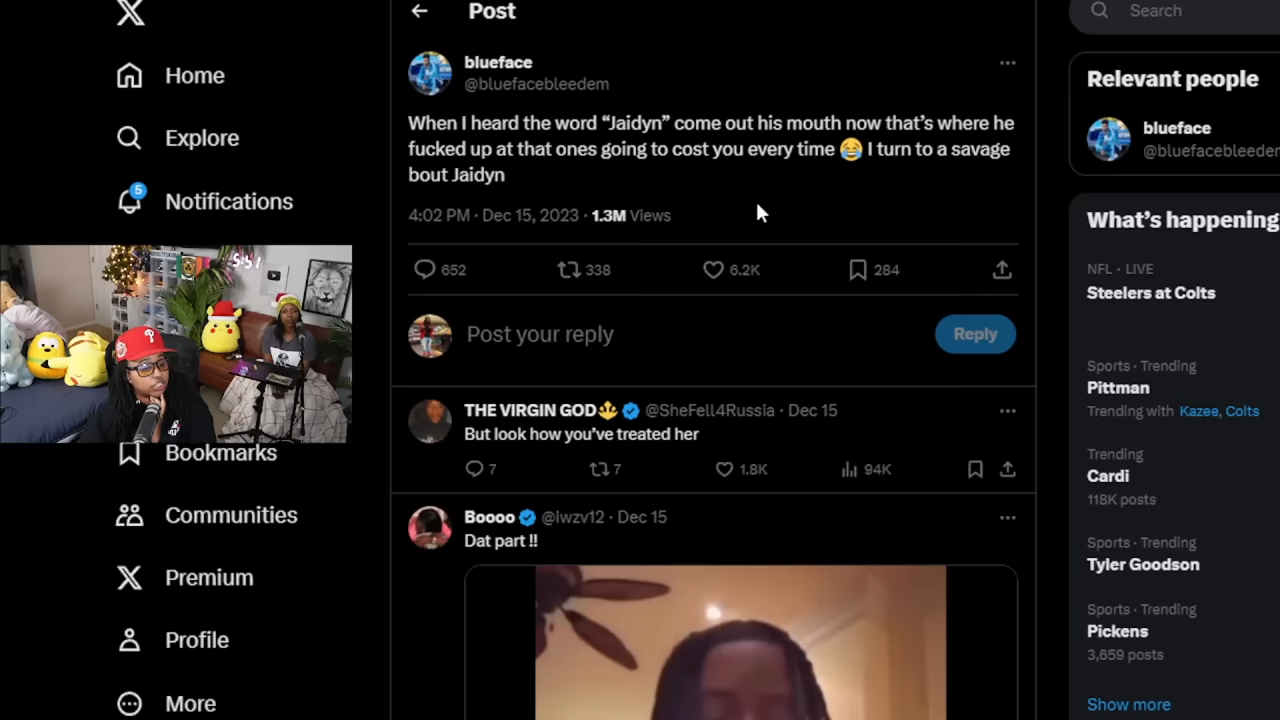 Post
Search
Home
Explore
5
Notifications
Bookmarks
Communities
Premium
Profile
More
blueface
@bluefacebleedem
When I heard the word “Jaidyn” come out his mouth now that’s where he
fucked up at that ones going to cost you every time 😂 I turn to a savage
bout Jaidyn
4:02 PM · Dec 15, 2023 · 1.3M Views
652 338 6.2K 284
Post your reply
Reply
THE VIRGIN GOD @SheFell4Russia · Dec 15
But look how you’ve treated her
7 7 1.8K 94K
Boooo @iwzv12 · Dec 15
Dat part !!
Relevant people
blueface
@bluefacebleeder
What’s happening
NFL · LIVE
Steelers at Colts
Sports · Trending
Pittman
Trending with Kazee, Colts
Trending
Cardi
118K posts
Sports · Trending
Tyler Goodson
Sports · Trending
Pickens
3,659 posts
Show more
5:51